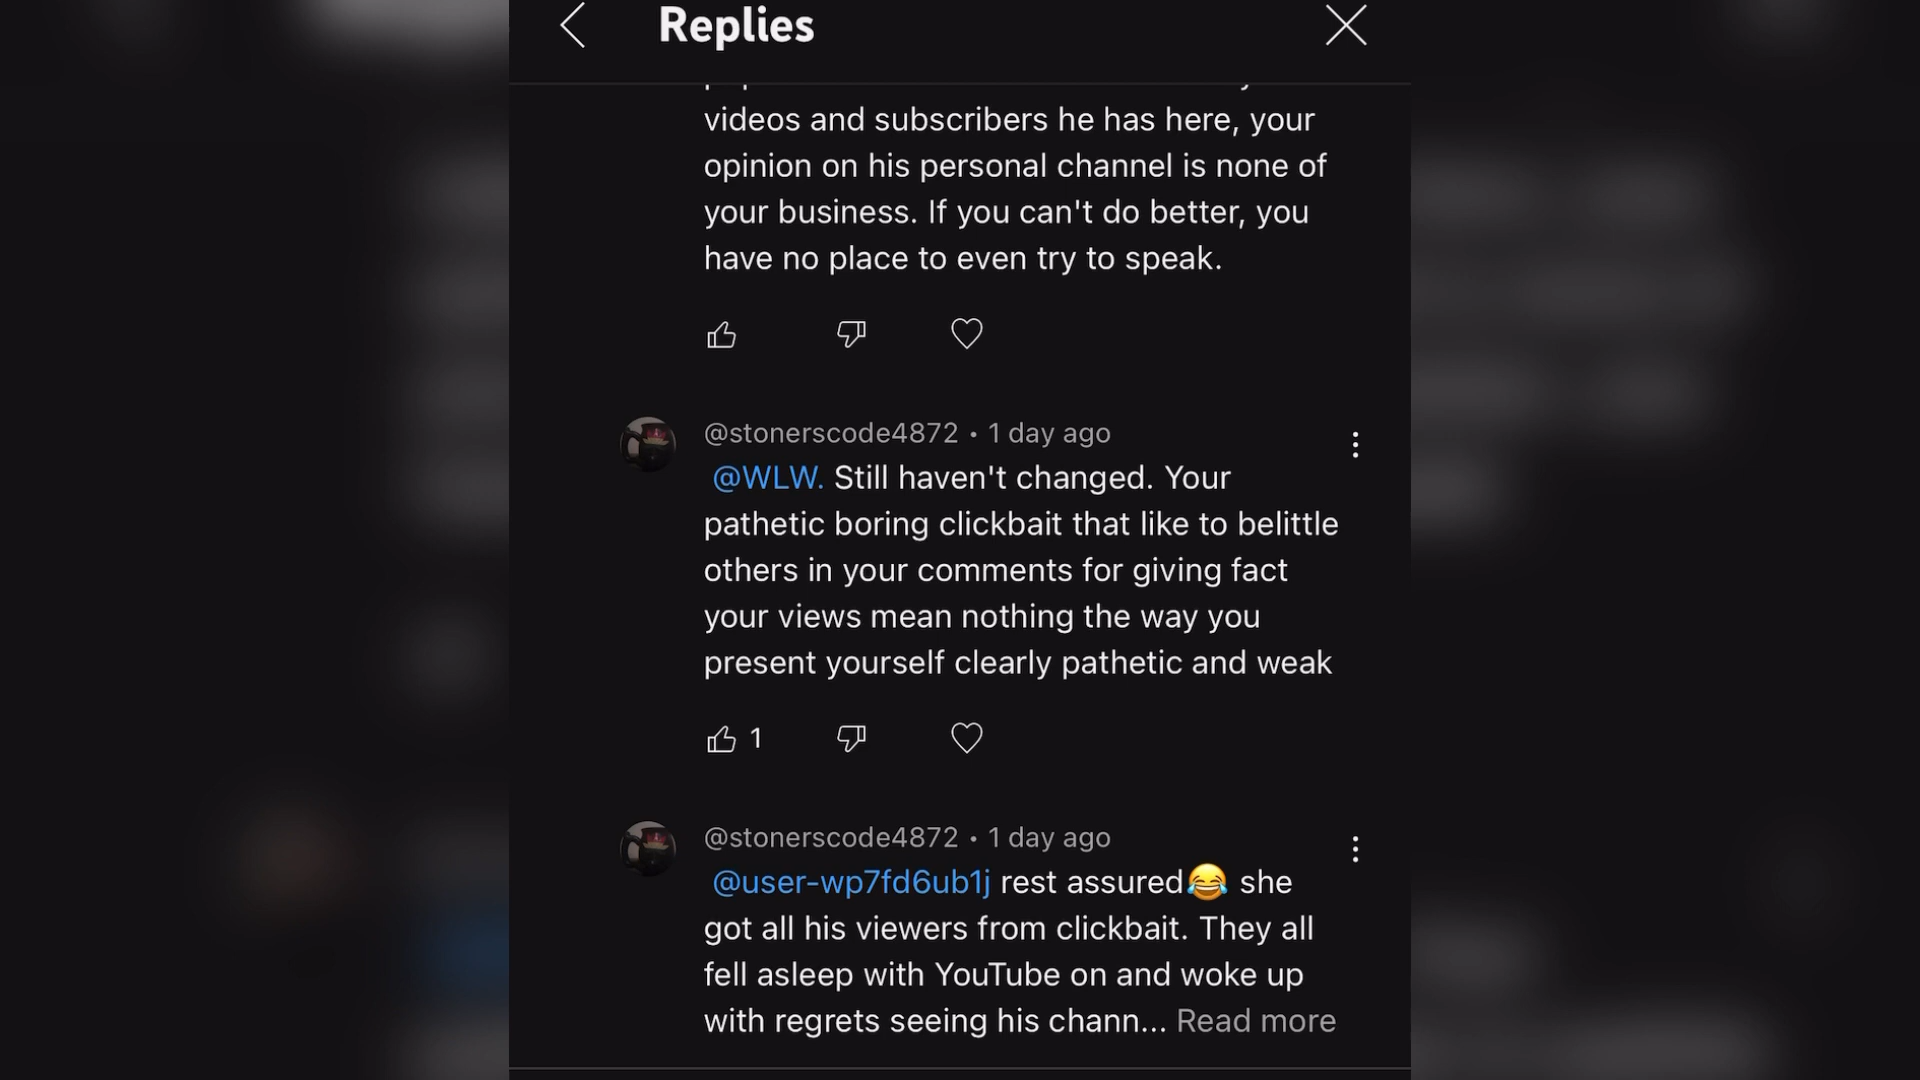 Replies
videos and subscribers he has here, your
opinion on his personal channel is none of
your business. If you can't do better, you
have no place to even try to speak.
@stonerscode4872 • 1 day ago
@WLW. Still haven't changed. Your
pathetic boring clickbait that like to belittle
others in your comments for giving fact
your views mean nothing the way you
present yourself clearly pathetic and weak
1
@stonerscode4872 • 1 day ago
@user-wp7fd6ub1j rest assured😂 she
got all his viewers from clickbait. They all
fell asleep with YouTube on and woke up
with regrets seeing his chann... Read more